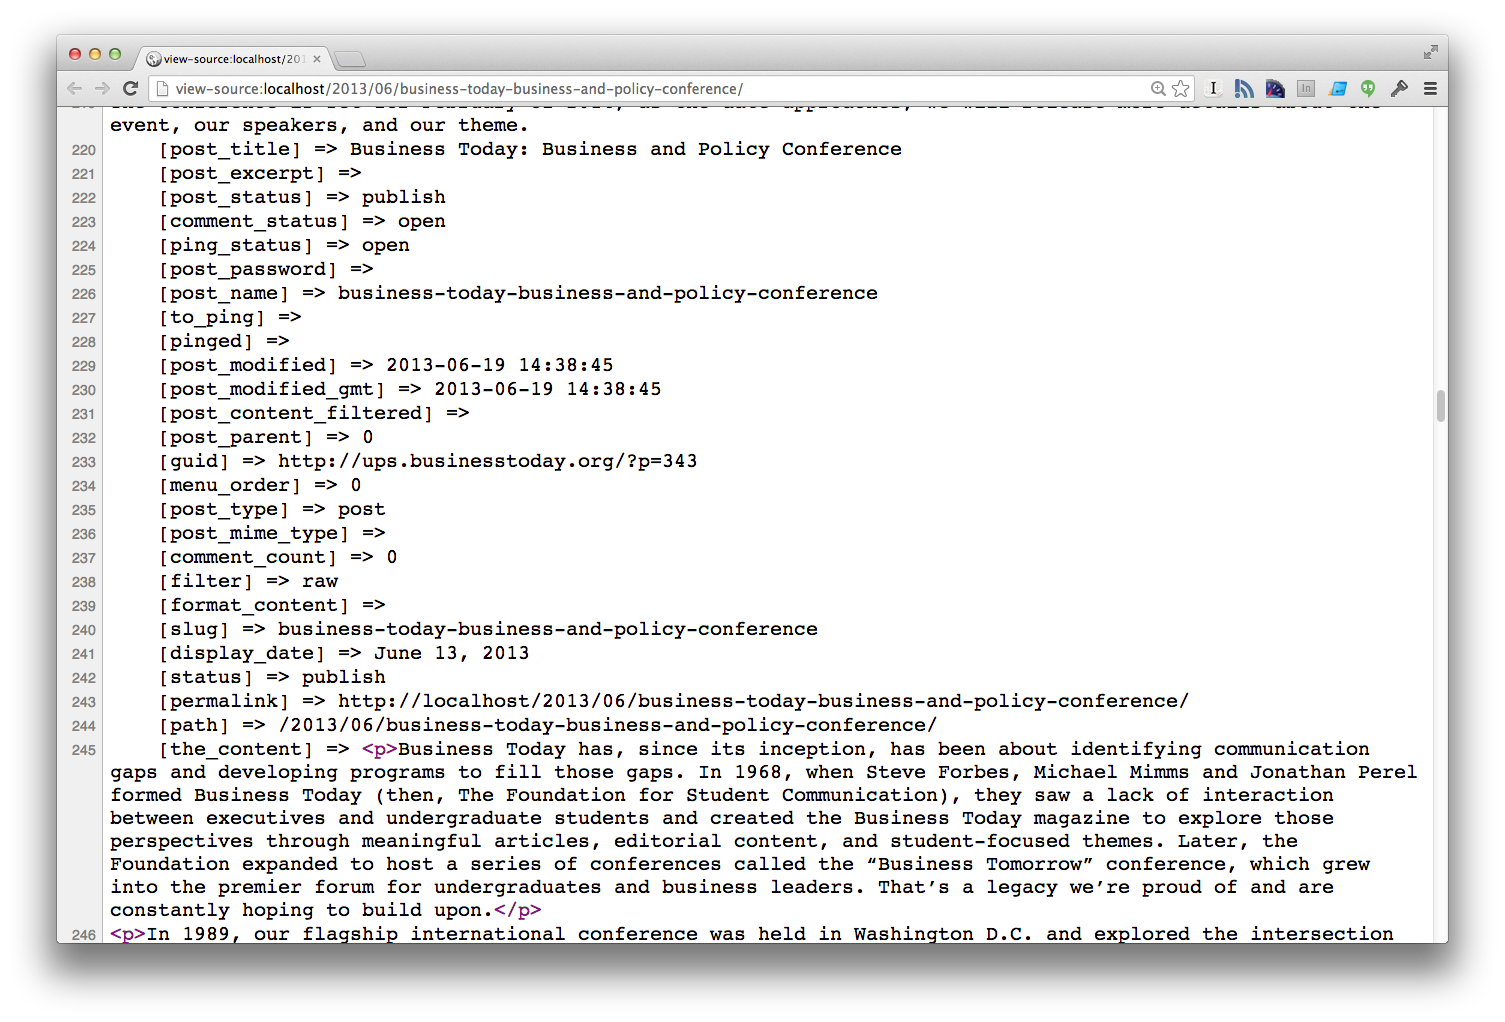 view-source:localhost/201
view-source:localhost/2013/06/business-today-business-and-policy-conference/
event, our speakers, and our theme.
220 [post_title] => Business Today: Business and Policy Conference
221 [post_excerpt] =>
222 [post_status] => publish
223 [comment_status] => open
224 [ping_status] => open
225 [post_password] =>
226 [post_name] => business-today-business-and-policy-conference
227 [to_ping] =>
228 [pinged] =>
229 [post_modified] => 2013-06-19 14:38:45
230 [post_modified_gmt] => 2013-06-19 14:38:45
231 [post_content_filtered] =>
232 [post_parent] => 0
233 [guid] => http://ups.businesstoday.org/?p=343
234 [menu_order] => 0
235 [post_type] => post
236 [post_mime_type] =>
237 [comment_count] => 0
238 [filter] => raw
239 [format_content] =>
240 [slug] => business-today-business-and-policy-conference
241 [display_date] => June 13, 2013
242 [status] => publish
243 [permalink] => http://localhost/2013/06/business-today-business-and-policy-conference/
244 [path] => /2013/06/business-today-business-and-policy-conference/
245 [the_content] => <p>Business Today has, since its inception, has been about identifying communication
gaps and developing programs to fill those gaps. In 1968, when Steve Forbes, Michael Mimms and Jonathan Perel
formed Business Today (then, The Foundation for Student Communication), they saw a lack of interaction
between executives and undergraduate students and created the Business Today magazine to explore those
perspectives through meaningful articles, editorial content, and student-focused themes. Later, the
Foundation expanded to host a series of conferences called the “Business Tomorrow” conference, which grew
into the premier forum for undergraduates and business leaders. That’s a legacy we’re proud of and are
constantly hoping to build upon.</p>
246 <p>In 1989, our flagship international conference was held in Washington D.C. and explored the intersection